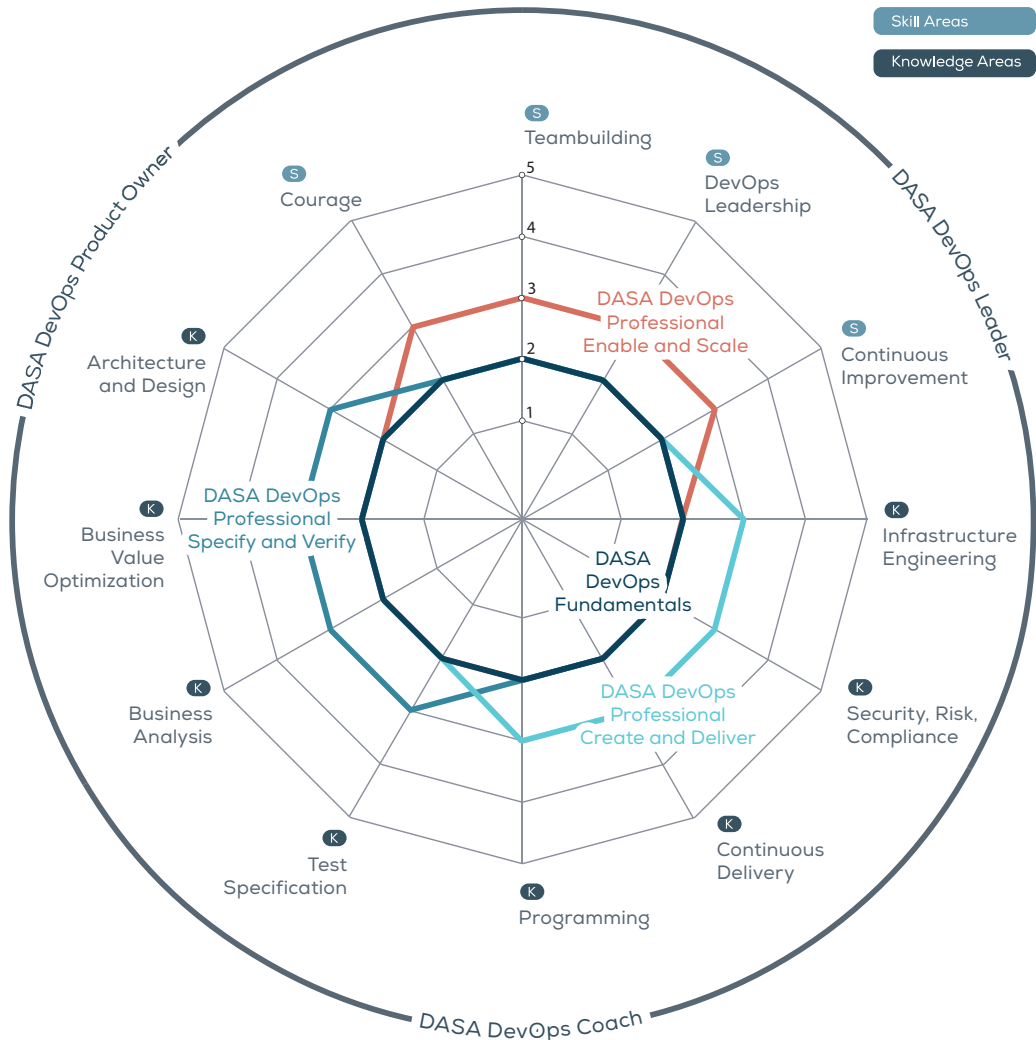 Skill Areas
Knowledge Areas
DASA DevOps Product Owner
DASA DevOps Leader
DASA DevOps Coach
S
Teambuilding
S
DevOps
Leadership
S
Courage
S
Continuous
Improvement
K
Architecture
and Design
K
Infrastructure
Engineering
K
Business
Value
Optimization
K
Security, Risk,
Compliance
K
Business
Analysis
K
Continuous
Delivery
K
Test
Specification
K
Programming
5
4
3
2
1
DASA DevOps
Professional
Enable and Scale
DASA DevOps
Professional
Specify and Verify
DASA
DevOps
Fundamentals
DASA DevOps
Professional
Create and Deliver